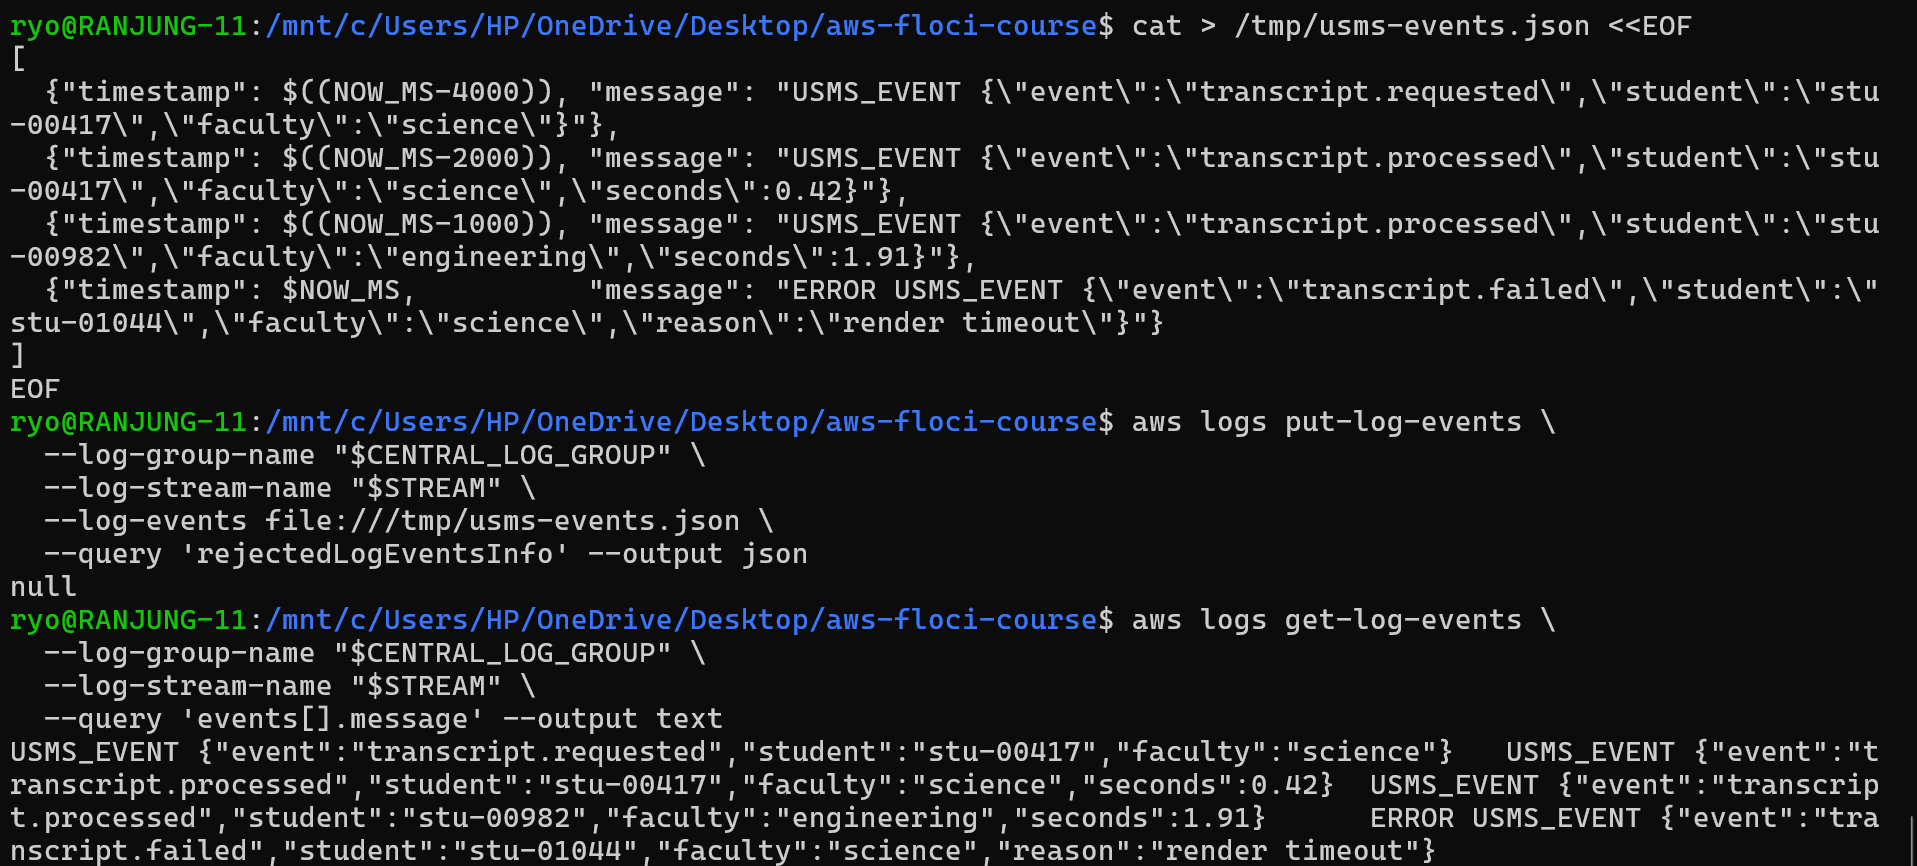 ryo@RANJUNG-11:/mnt/c/Users/HP/OneDrive/Desktop/aws-floci-course$ cat > /tmp/usms-events.json <<EOF
[
  {"timestamp": $((NOW_MS-4000)), "message": "USMS_EVENT {\"event\":\"transcript.requested\",\"student\":\"stu
-00417\",\"faculty\":\"science\"}"},
  {"timestamp": $((NOW_MS-2000)), "message": "USMS_EVENT {\"event\":\"transcript.processed\",\"student\":\"stu
-00417\",\"faculty\":\"science\",\"seconds\":0.42}"},
  {"timestamp": $((NOW_MS-1000)), "message": "USMS_EVENT {\"event\":\"transcript.processed\",\"student\":\"stu
-00982\",\"faculty\":\"engineering\",\"seconds\":1.91}"},
  {"timestamp": $NOW_MS,          "message": "ERROR USMS_EVENT {\"event\":\"transcript.failed\",\"student\":\"
stu-01044\",\"faculty\":\"science\",\"reason\":\"render timeout\"}"}
]
EOF
ryo@RANJUNG-11:/mnt/c/Users/HP/OneDrive/Desktop/aws-floci-course$ aws logs put-log-events \
  --log-group-name "$CENTRAL_LOG_GROUP" \
  --log-stream-name "$STREAM" \
  --log-events file:///tmp/usms-events.json \
  --query 'rejectedLogEventsInfo' --output json
null
ryo@RANJUNG-11:/mnt/c/Users/HP/OneDrive/Desktop/aws-floci-course$ aws logs get-log-events \
  --log-group-name "$CENTRAL_LOG_GROUP" \
  --log-stream-name "$STREAM" \
  --query 'events[].message' --output text
USMS_EVENT {"event":"transcript.requested","student":"stu-00417","faculty":"science"}   USMS_EVENT {"event":"t
ranscript.processed","student":"stu-00417","faculty":"science","seconds":0.42}  USMS_EVENT {"event":"transcrip
t.processed","student":"stu-00982","faculty":"engineering","seconds":1.91}      ERROR USMS_EVENT {"event":"tra
nscript.failed","student":"stu-01044","faculty":"science","reason":"render timeout"}